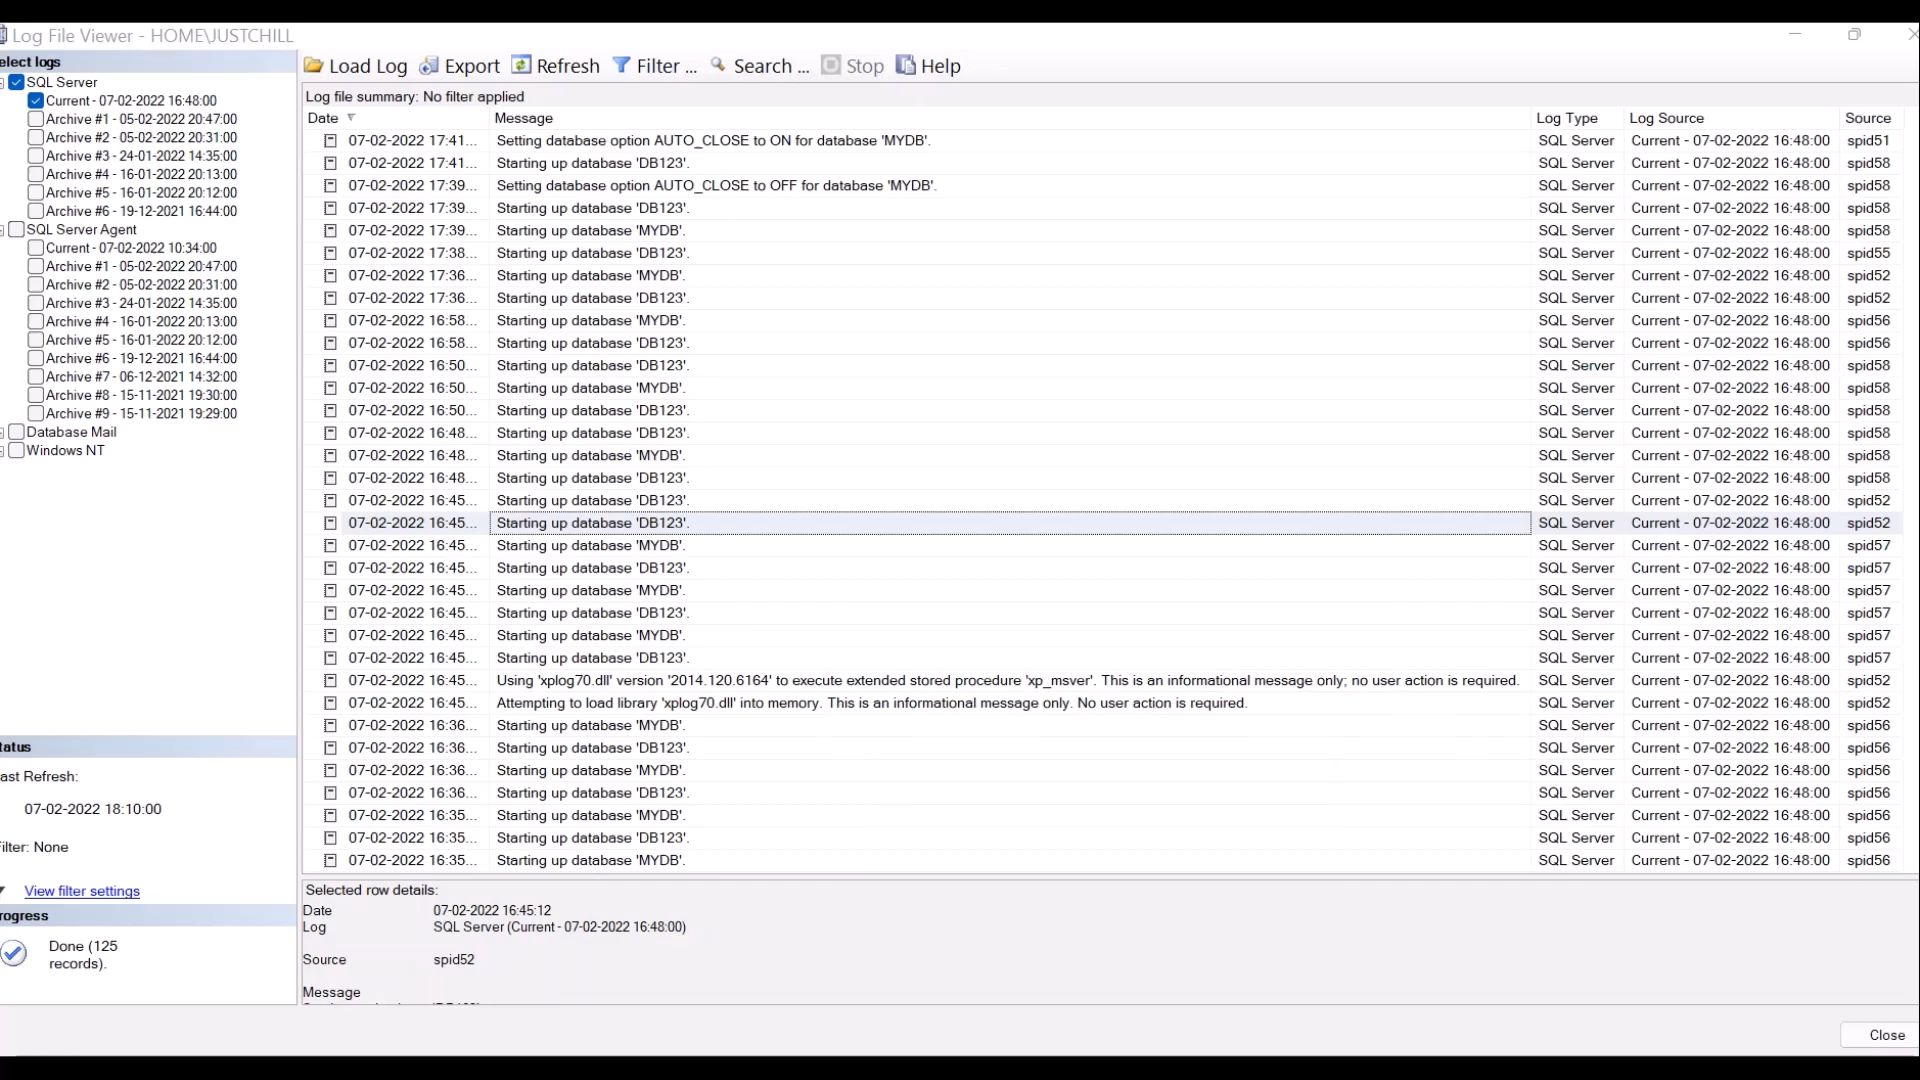 Log File Viewer - HOME\JUSTCHILL
elect logs
SQL Server
Current - 07-02-2022 16:48:00
Archive #1 - 05-02-2022 20:47:00
Archive #2 - 05-02-2022 20:31:00
Archive #3 - 24-01-2022 14:35:00
Archive #4 - 16-01-2022 20:13:00
Archive #5 - 16-01-2022 20:12:00
Archive #6 - 19-12-2021 16:44:00
SQL Server Agent
Current - 07-02-2022 10:34:00
Archive #1 - 05-02-2022 20:47:00
Archive #2 - 05-02-2022 20:31:00
Archive #3 - 24-01-2022 14:35:00
Archive #4 - 16-01-2022 20:13:00
Archive #5 - 16-01-2022 20:12:00
Archive #6 - 19-12-2021 16:44:00
Archive #7 - 06-12-2021 14:32:00
Archive #8 - 15-11-2021 19:30:00
Archive #9 - 15-11-2021 19:29:00
Database Mail
Windows NT
tatus
ast Refresh:
07-02-2022 18:10:00
ilter: None
View filter settings
rogress
Done (125
records).
Load Log Export Refresh Filter ... Search ... Stop Help
Log file summary: No filter applied
Date Message Log Type Log Source Source
07-02-2022 17:41... Setting database option AUTO_CLOSE to ON for database 'MYDB'. SQL Server Current - 07-02-2022 16:48:00 spid51
07-02-2022 17:41... Starting up database 'DB123'. SQL Server Current - 07-02-2022 16:48:00 spid58
07-02-2022 17:39... Setting database option AUTO_CLOSE to OFF for database 'MYDB'. SQL Server Current - 07-02-2022 16:48:00 spid58
07-02-2022 17:39... Starting up database 'DB123'. SQL Server Current - 07-02-2022 16:48:00 spid58
07-02-2022 17:39... Starting up database 'MYDB'. SQL Server Current - 07-02-2022 16:48:00 spid58
07-02-2022 17:38... Starting up database 'DB123'. SQL Server Current - 07-02-2022 16:48:00 spid55
07-02-2022 17:36... Starting up database 'MYDB'. SQL Server Current - 07-02-2022 16:48:00 spid52
07-02-2022 17:36... Starting up database 'DB123'. SQL Server Current - 07-02-2022 16:48:00 spid52
07-02-2022 16:58... Starting up database 'MYDB'. SQL Server Current - 07-02-2022 16:48:00 spid56
07-02-2022 16:58... Starting up database 'DB123'. SQL Server Current - 07-02-2022 16:48:00 spid56
07-02-2022 16:50... Starting up database 'DB123'. SQL Server Current - 07-02-2022 16:48:00 spid58
07-02-2022 16:50... Starting up database 'MYDB'. SQL Server Current - 07-02-2022 16:48:00 spid58
07-02-2022 16:50... Starting up database 'DB123'. SQL Server Current - 07-02-2022 16:48:00 spid58
07-02-2022 16:48... Starting up database 'DB123'. SQL Server Current - 07-02-2022 16:48:00 spid58
07-02-2022 16:48... Starting up database 'MYDB'. SQL Server Current - 07-02-2022 16:48:00 spid58
07-02-2022 16:48... Starting up database 'DB123'. SQL Server Current - 07-02-2022 16:48:00 spid58
07-02-2022 16:45... Starting up database 'DB123'. SQL Server Current - 07-02-2022 16:48:00 spid52
07-02-2022 16:45... Starting up database 'DB123'. SQL Server Current - 07-02-2022 16:48:00 spid52
07-02-2022 16:45... Starting up database 'MYDB'. SQL Server Current - 07-02-2022 16:48:00 spid57
07-02-2022 16:45... Starting up database 'DB123'. SQL Server Current - 07-02-2022 16:48:00 spid57
07-02-2022 16:45... Starting up database 'MYDB'. SQL Server Current - 07-02-2022 16:48:00 spid57
07-02-2022 16:45... Starting up database 'DB123'. SQL Server Current - 07-02-2022 16:48:00 spid57
07-02-2022 16:45... Starting up database 'MYDB'. SQL Server Current - 07-02-2022 16:48:00 spid57
07-02-2022 16:45... Starting up database 'DB123'. SQL Server Current - 07-02-2022 16:48:00 spid57
07-02-2022 16:45... Using 'xplog70.dll' version '2014.120.6164' to execute extended stored procedure 'xp_msver'. This is an informational message only; no user action is required. SQL Server Current - 07-02-2022 16:48:00 spid52
07-02-2022 16:45... Attempting to load library 'xplog70.dll' into memory. This is an informational message only. No user action is required. SQL Server Current - 07-02-2022 16:48:00 spid52
07-02-2022 16:36... Starting up database 'MYDB'. SQL Server Current - 07-02-2022 16:48:00 spid56
07-02-2022 16:36... Starting up database 'DB123'. SQL Server Current - 07-02-2022 16:48:00 spid56
07-02-2022 16:36... Starting up database 'MYDB'. SQL Server Current - 07-02-2022 16:48:00 spid56
07-02-2022 16:36... Starting up database 'DB123'. SQL Server Current - 07-02-2022 16:48:00 spid56
07-02-2022 16:35... Starting up database 'MYDB'. SQL Server Current - 07-02-2022 16:48:00 spid56
07-02-2022 16:35... Starting up database 'DB123'. SQL Server Current - 07-02-2022 16:48:00 spid56
07-02-2022 16:35... Starting up database 'MYDB'. SQL Server Current - 07-02-2022 16:48:00 spid56
Selected row details:
Date 07-02-2022 16:45:12
Log SQL Server (Current - 07-02-2022 16:48:00)
Source spid52
Message
Close